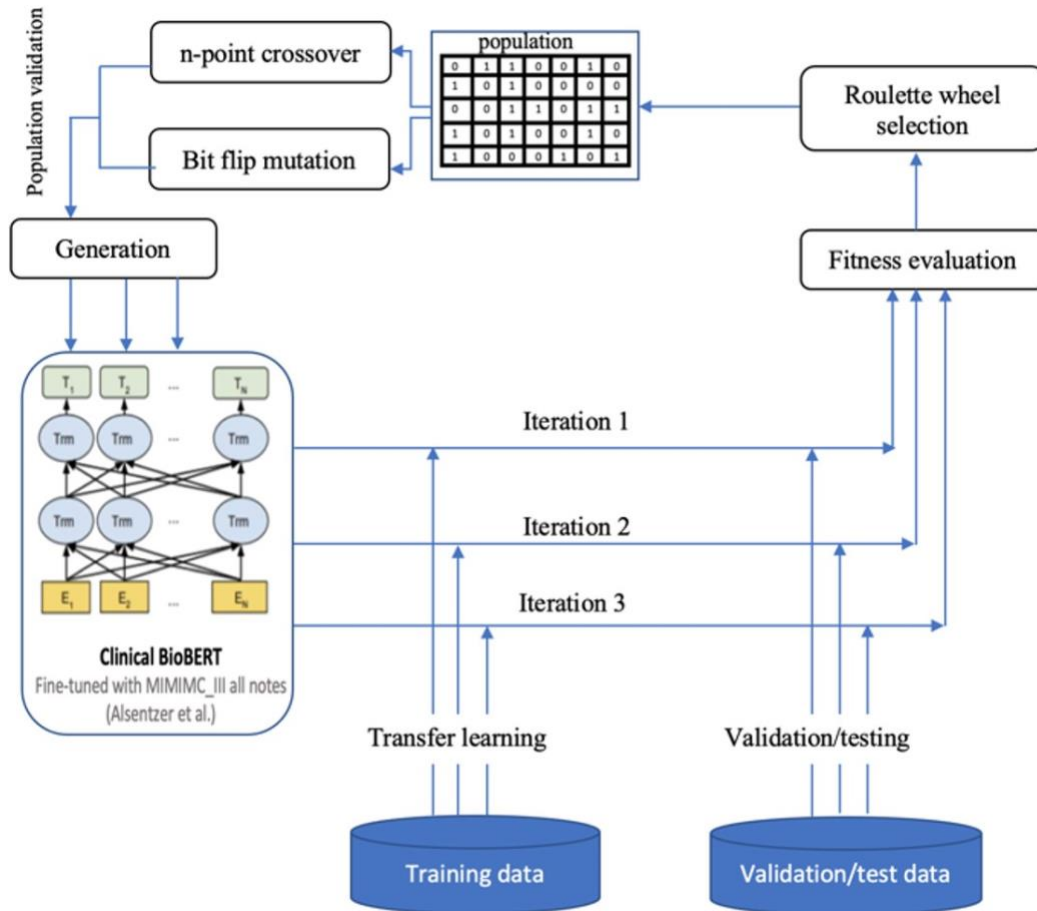 Population validation
n-point crossover
Bit flip mutation
population
0 1 1 0 0 1 0
1 0 1 0 0 0 0
0 0 1 1 0 1 1
1 0 1 0 1 1 0
1 0 0 0 1 0 1
Roulette wheel
selection
Generation
Fitness evaluation
T1 T2 ... TN
Trm Trm ... Trm
Trm Trm ... Trm
E1 E2 ... EN
Clinical BioBERT
Fine-tuned with MIMIMC_III all notes
(Alsentzer et al.)
Iteration 1
Iteration 2
Iteration 3
Transfer learning
Validation/testing
Training data
Validation/test data